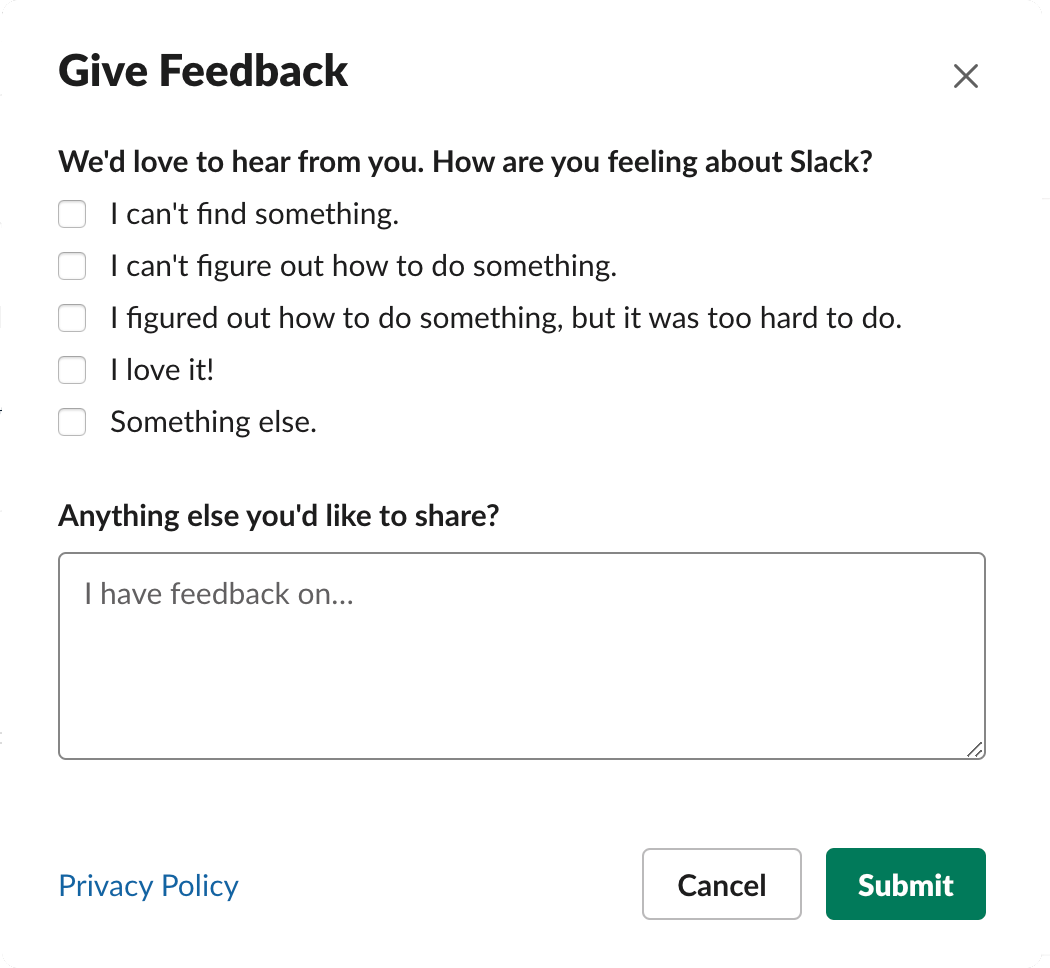 Give Feedback
We'd love to hear from you. How are you feeling about Slack?
I can't find something.
I can't figure out how to do something.
I figured out how to do something, but it was too hard to do.
I love it!
Something else.
Anything else you'd like to share?
I have feedback on...
Privacy Policy
Cancel
Submit